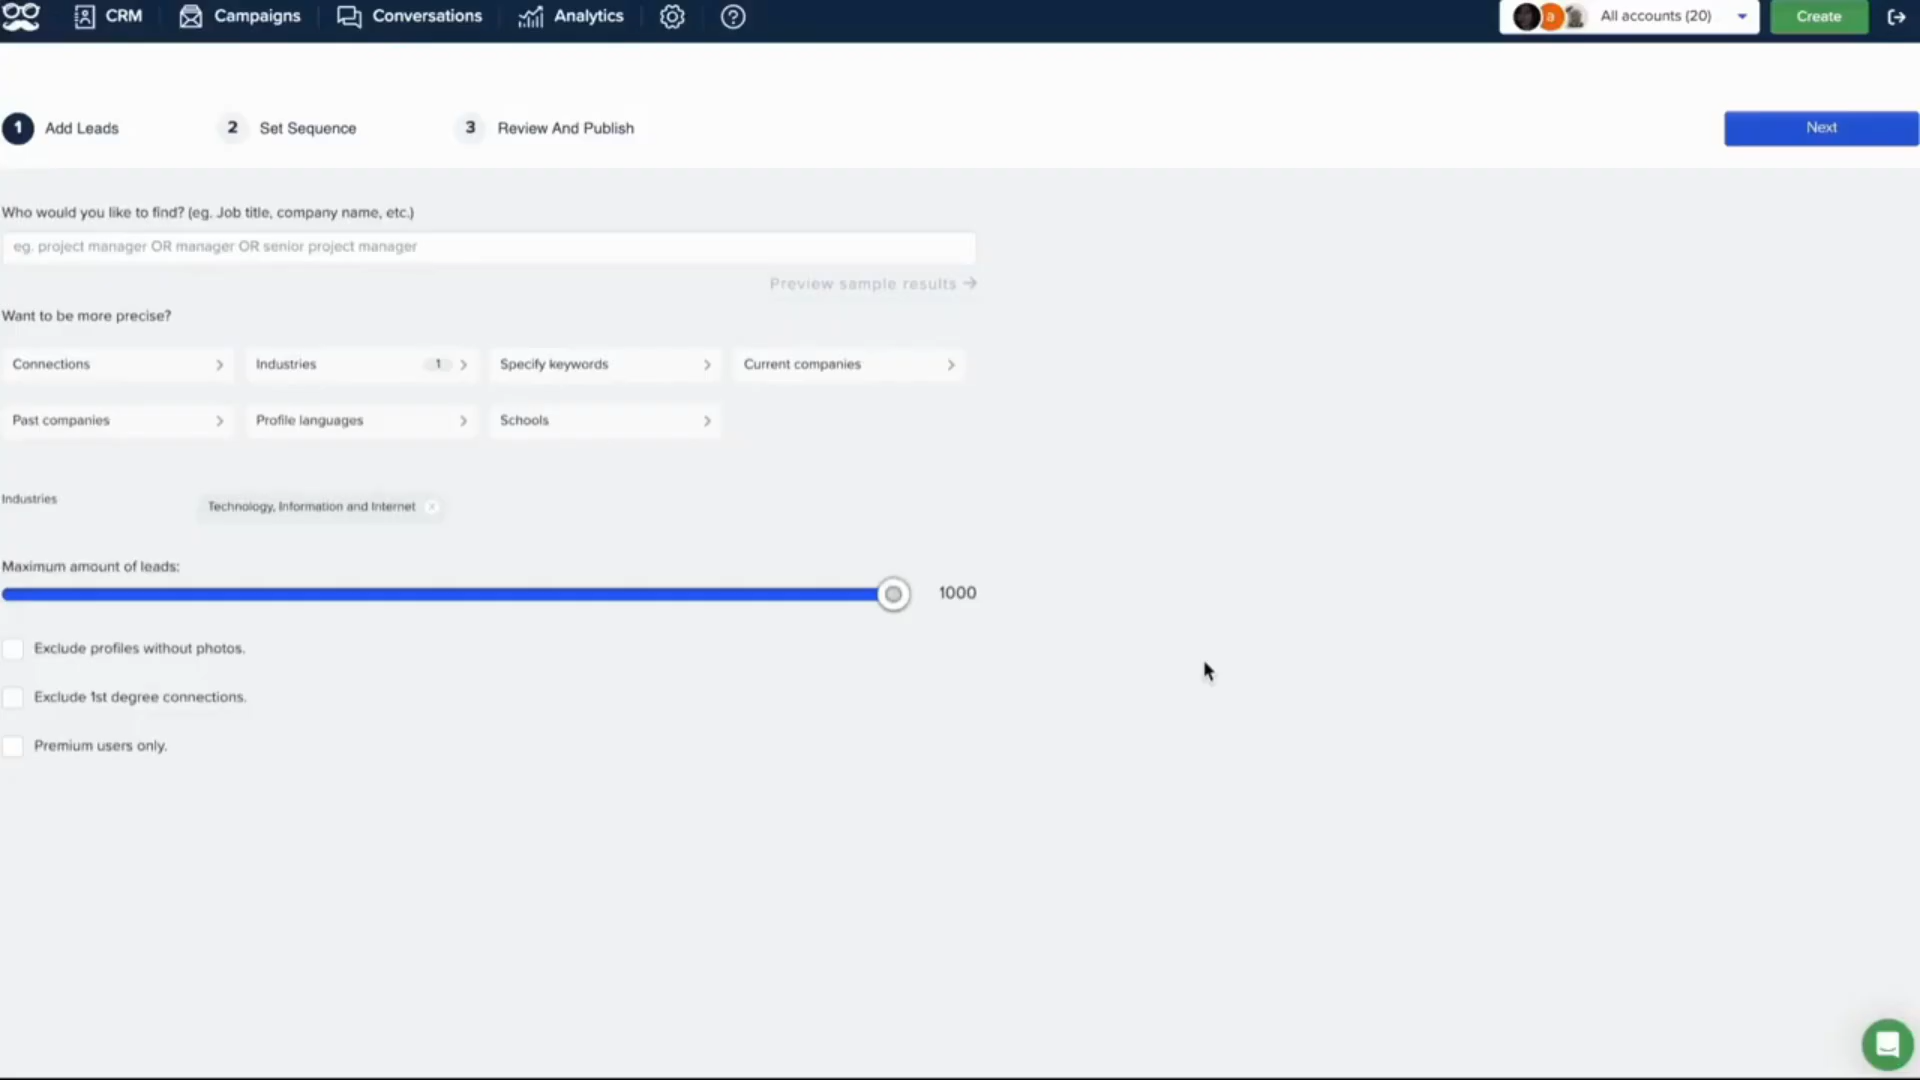 CRM Campaigns Conversations Analytics a All accounts (20) Create
1 Add Leads 2 Set Sequence 3 Review And Publish Next
Who would you like to find? (eg. Job title, company name, etc.)
eg. project manager OR manager OR senior project manager
Preview sample results →
Want to be more precise?
Connections Industries 1 Specify keywords Current companies
Past companies Profile languages Schools
Industries Technology, Information and Internet
Maximum amount of leads:
1000
Exclude profiles without photos.
Exclude 1st degree connections.
Premium users only.